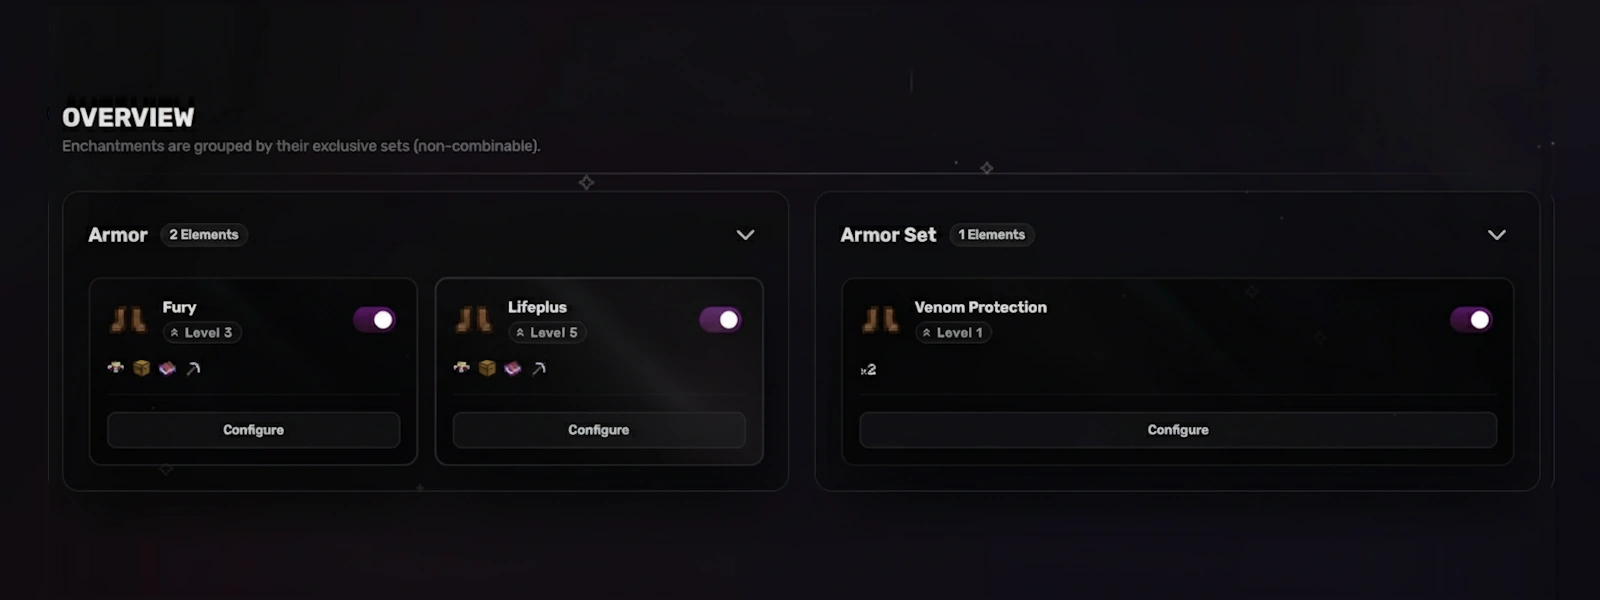 OVERVIEW
Enchantments are grouped by their exclusive sets (non-combinable).
Armor
2 Elements
Fury
Level 3
Configure
Lifeplus
Level 5
Configure
Armor Set
1 Elements
Venom Protection
Level 1
x2
Configure